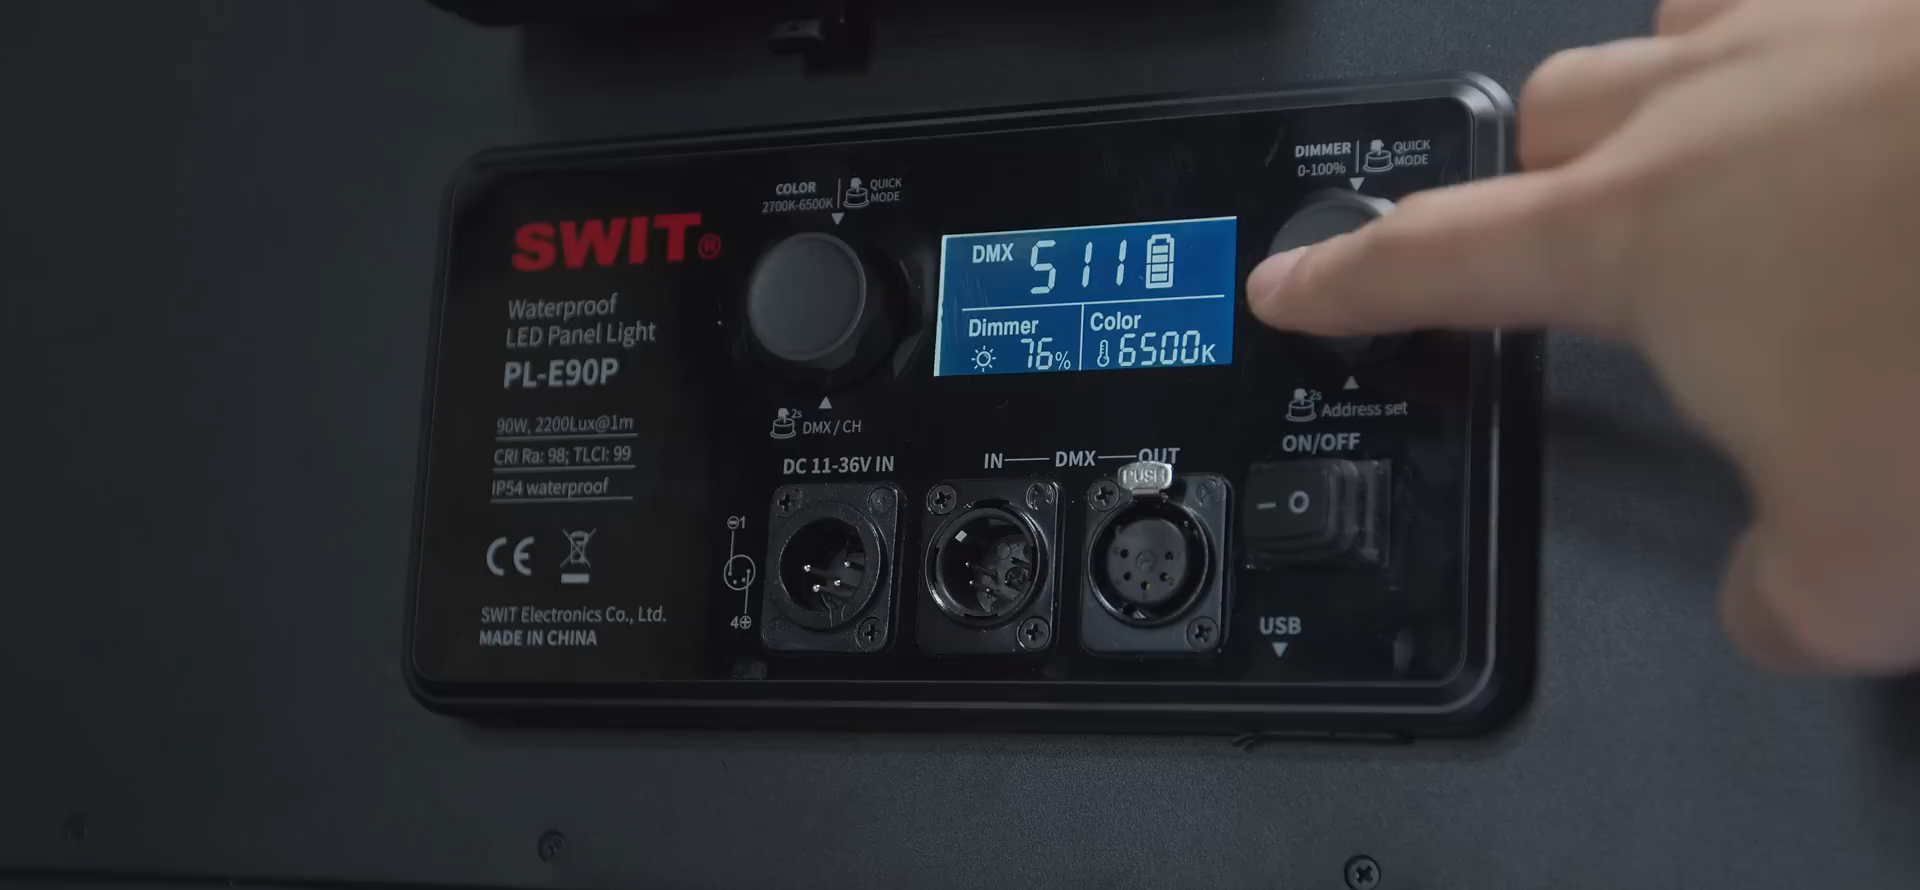 SWIT®
Waterproof
LED Panel Light
PL-E90P
90W, 2200Lux@1m
CRI Ra: 98; TLCI: 99
IP54 waterproof
CE
SWIT Electronics Co., Ltd.
MADE IN CHINA
COLOR
2700K-6500K
QUICK
MODE
DMX 511
Dimmer
76%
Color
6500K
DIMMER
0-100%
QUICK
MODE
2s
DMX / CH
2s
Address set
DC 11-36V IN
IN DMX OUT
PUSH
ON/OFF
– O
⊖1
4⊕
USB